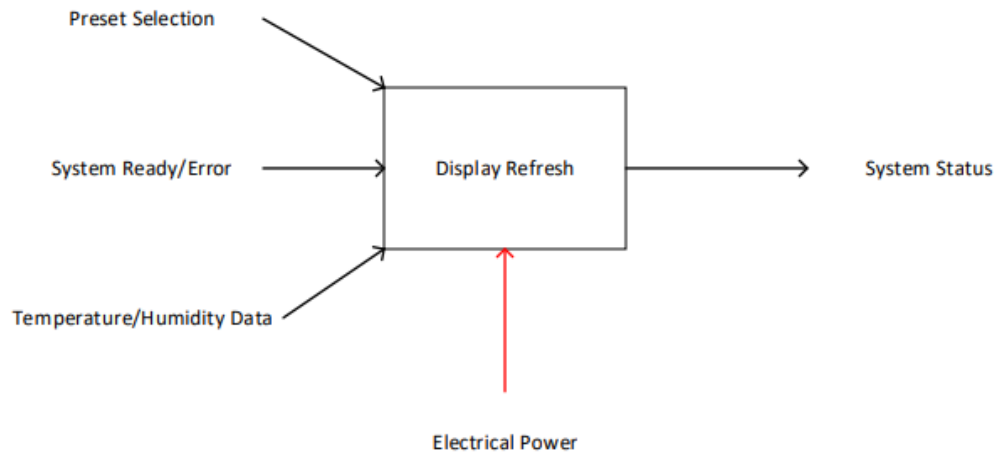 Preset Selection
System Ready/Error
Display Refresh
System Status
Temperature/Humidity Data
Electrical Power